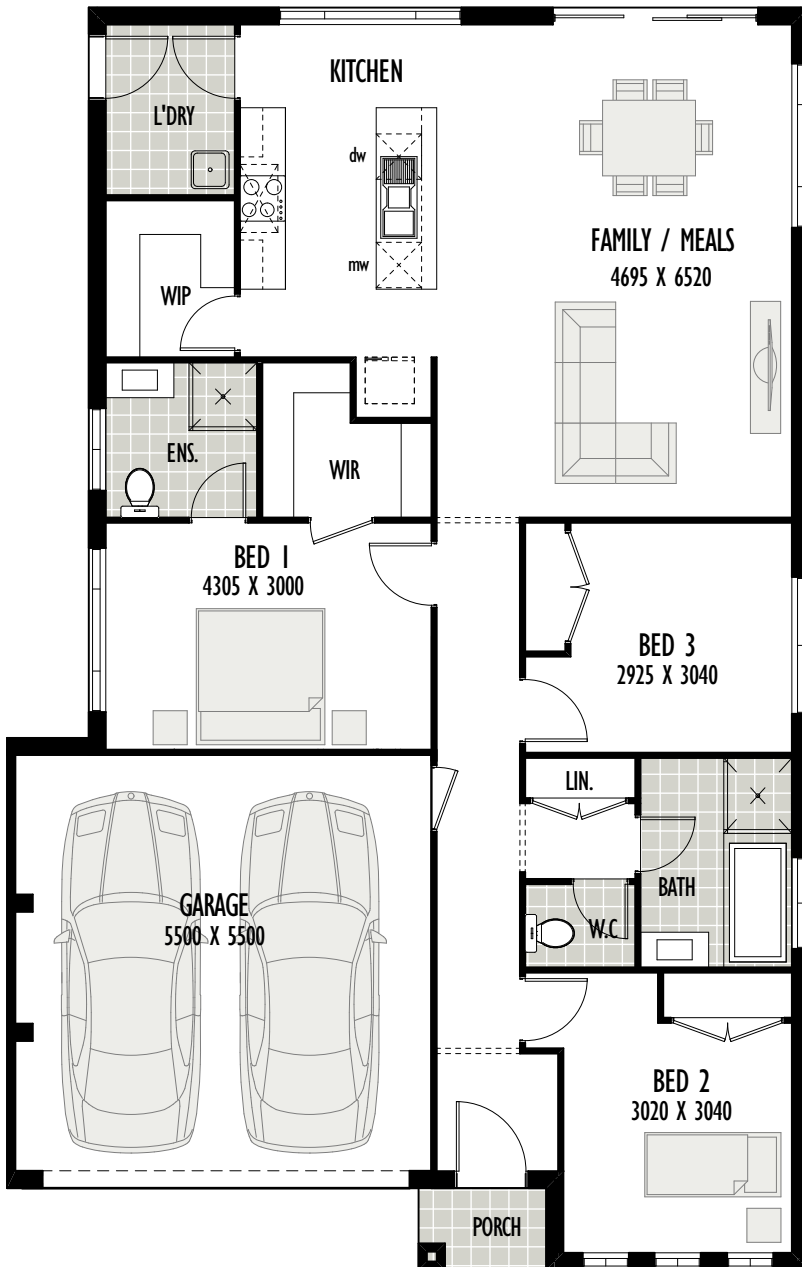 KITCHEN
L'DRY
dw
FAMILY / MEALS
4695 X 6520
mw
WIP
ENS.
WIR
BED 1
4305 X 3000
BED 3
2925 X 3040
LIN.
BATH
GARAGE
5500 X 5500
W.C
BED 2
3020 X 3040
PORCH